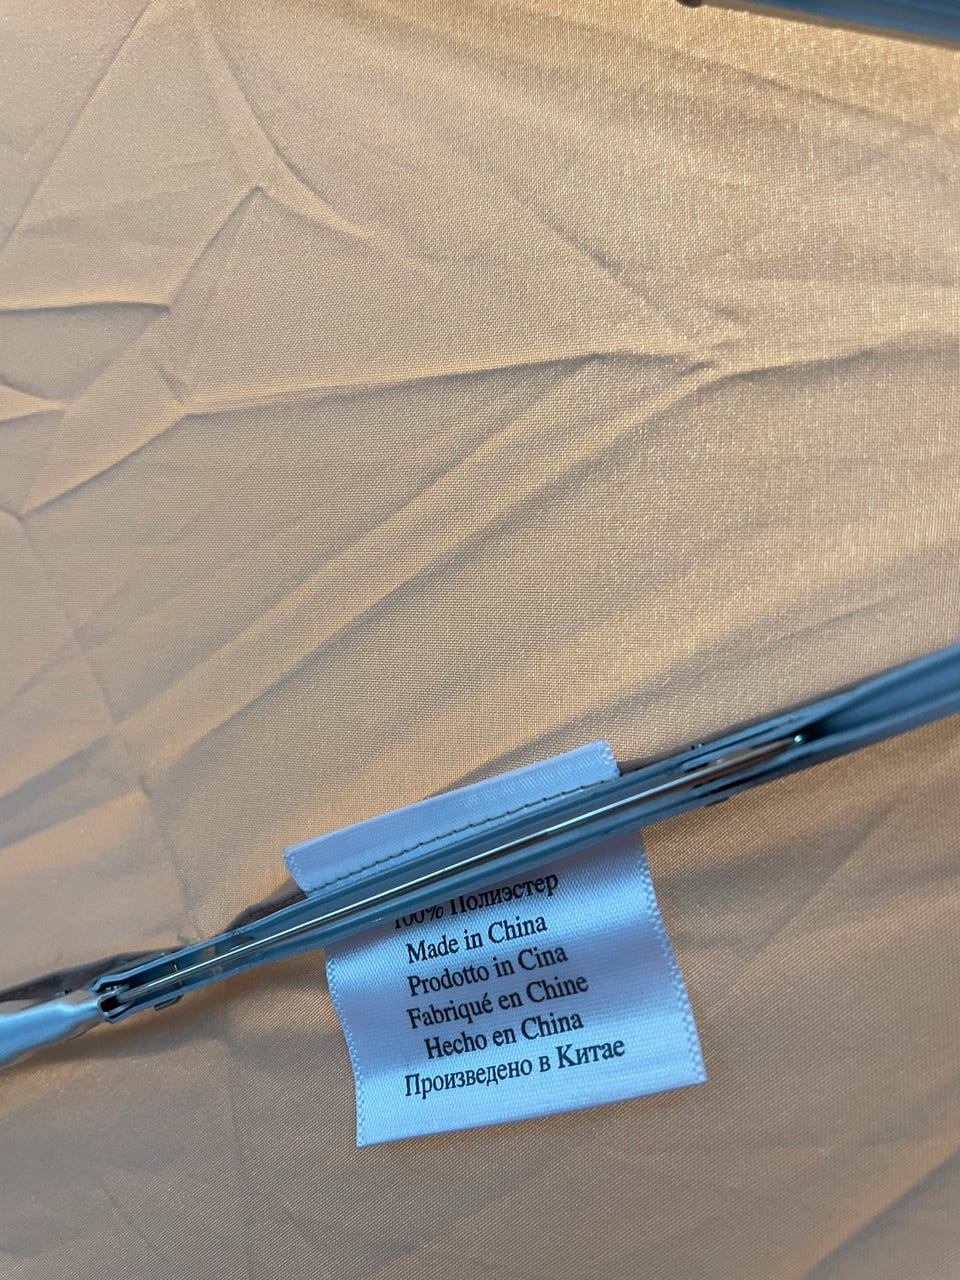 100% Полиэстер
Made in China
Prodotto in Cina
Fabriqué en Chine
Hecho en China
Произведено в Китае